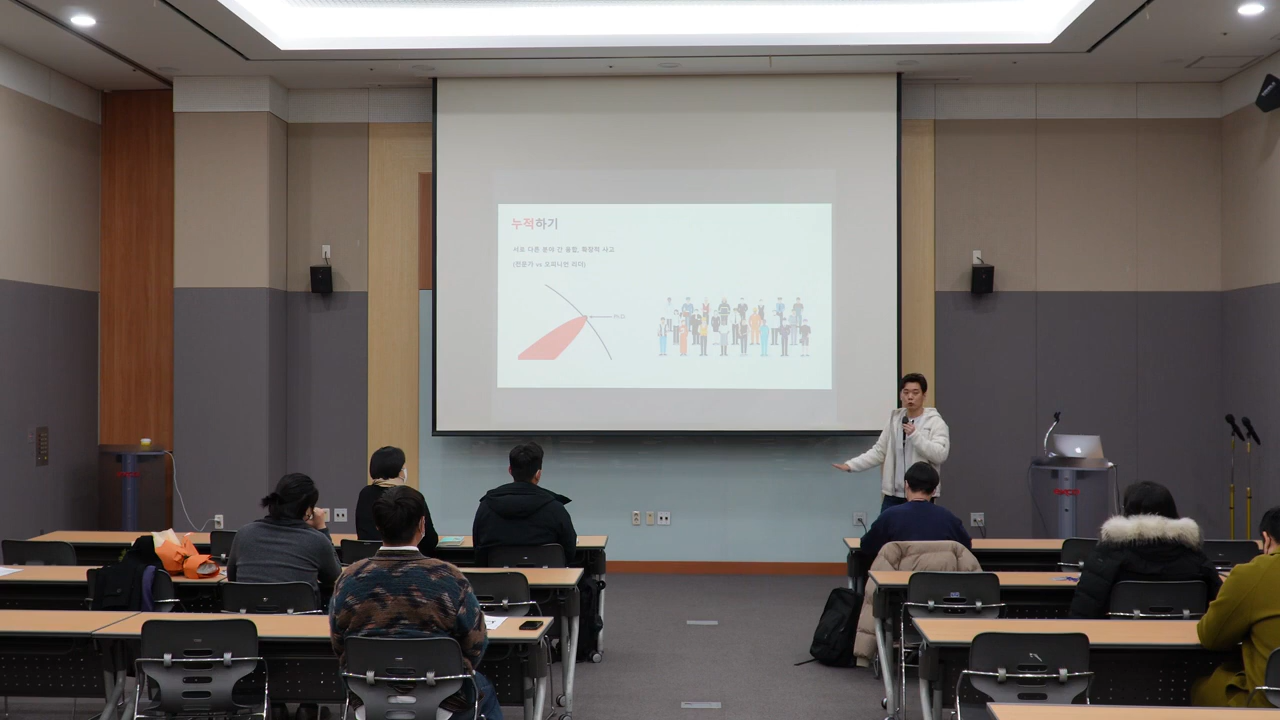 누적하기
서로 다른 분야 간 융합, 확장적 사고
(전문가 vs 오피니언 리더)
Ph.D.